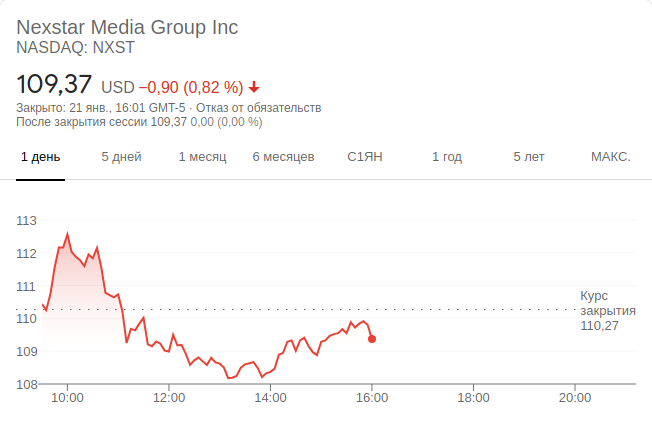 Nexstar Media Group Inc
NASDAQ: NXST
109,37 USD −0,90 (0,82 %)
Закрыто: 21 янв., 16:01 GMT-5 · Отказ от обязательств
После закрытия сессии 109,37 0,00 (0,00 %)
1 день 5 дней 1 месяц 6 месяцев С1ЯН 1 год 5 лет МАКС.
113
112
111
Курс
закрытия
110,27
110
109
108
10:00 12:00 14:00 16:00 18:00 20:00